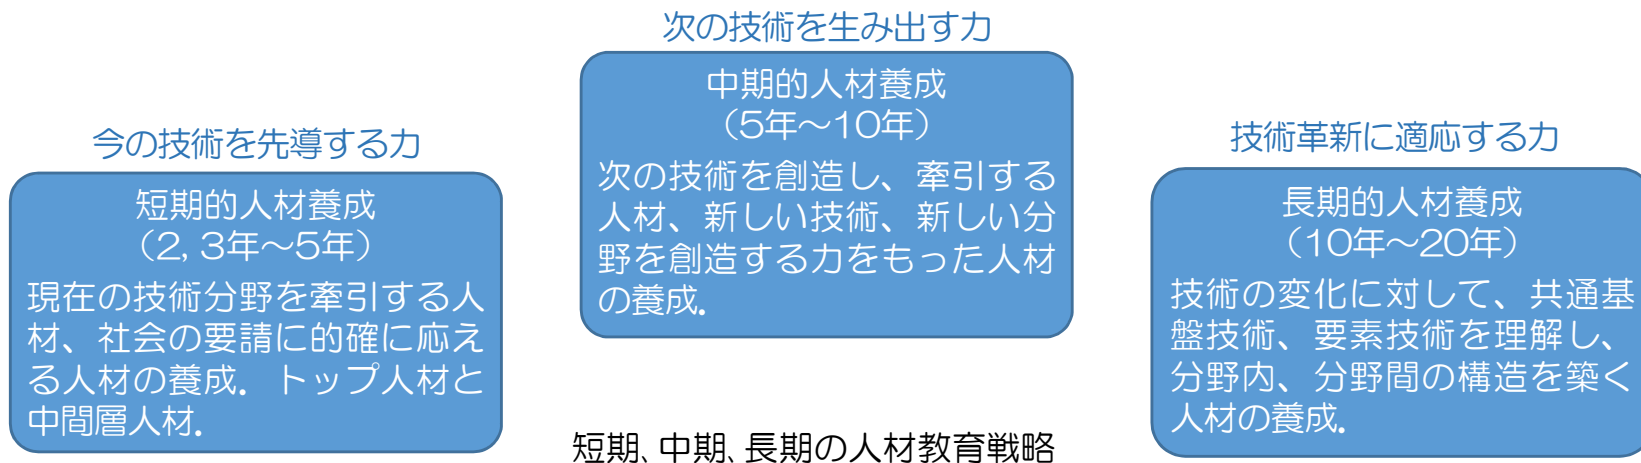 今の技術を先導する力
短期的人材養成
（2, 3年～5年）
現在の技術分野を牽引する人
材、社会の要請に的確に応え
る人材の養成．トップ人材と
中間層人材．
次の技術を生み出す力
中期的人材養成
（5年～10年）
次の技術を創造し、牽引する
人材、新しい技術、新しい分
野を創造する力をもった人材
の養成．
技術革新に適応する力
長期的人材養成
（10年～20年）
技術の変化に対して、共通基
盤技術、要素技術を理解し、
分野内、分野間の構造を築く
人材の養成．
短期、中期、長期の人材教育戦略